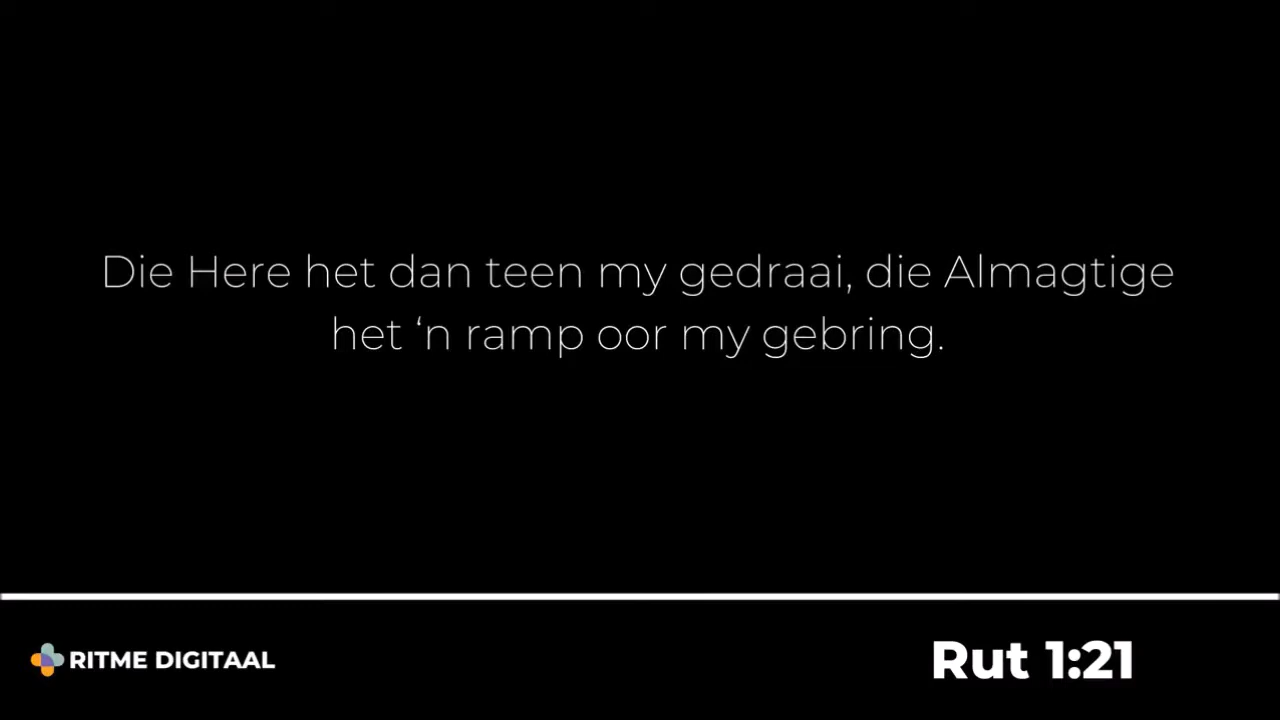 Die Here het dan teen my gedraai, die Almagtige
het ‘n ramp oor my gebring.
RITME DIGITAAL
Rut 1:21